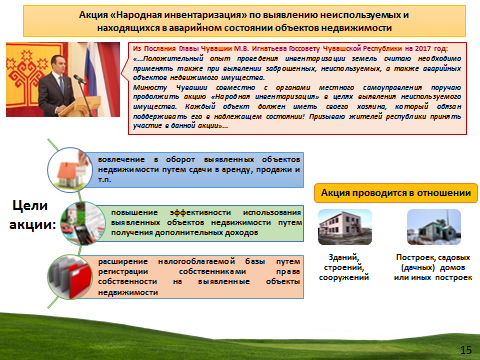 Акция «Народная инвентаризация» по выявлению неиспользуемых и
находящихся в аварийном состоянии объектов недвижимости
Из Послания Главы Чувашии М.В. Игнатьева Госсовету Чувашской Республики на 2017 год:
«…Положительный опыт проведения инвентаризации земель считаю необходимо
применять также при выявлении заброшенных, неиспользуемых, а также аварийных
объектов недвижимого имущества.
Минюсту Чувашии совместно с органами местного самоуправления поручаю
продолжить акцию «Народная инвентаризация» в целях выявления неиспользуемого
имущества. Каждый объект должен иметь своего хозяина, который обязан
поддерживать его в надлежащем состоянии! Призываю жителей республики принять
участие в данной акции»…
Цели
акции:
вовлечение в оборот выявленных объектов
недвижимости путем сдачи в аренду, продажи и
т.п.
повышение эффективности использования
выявленных объектов недвижимости путем
получения дополнительных доходов
расширение налогооблагаемой базы путем
регистрации собственниками права
собственности на выявленные объекты
недвижимости
Акция проводится в отношении
Зданий,
строений,
сооружений
Построек, садовых
(дачных) домов
или иных построек
15